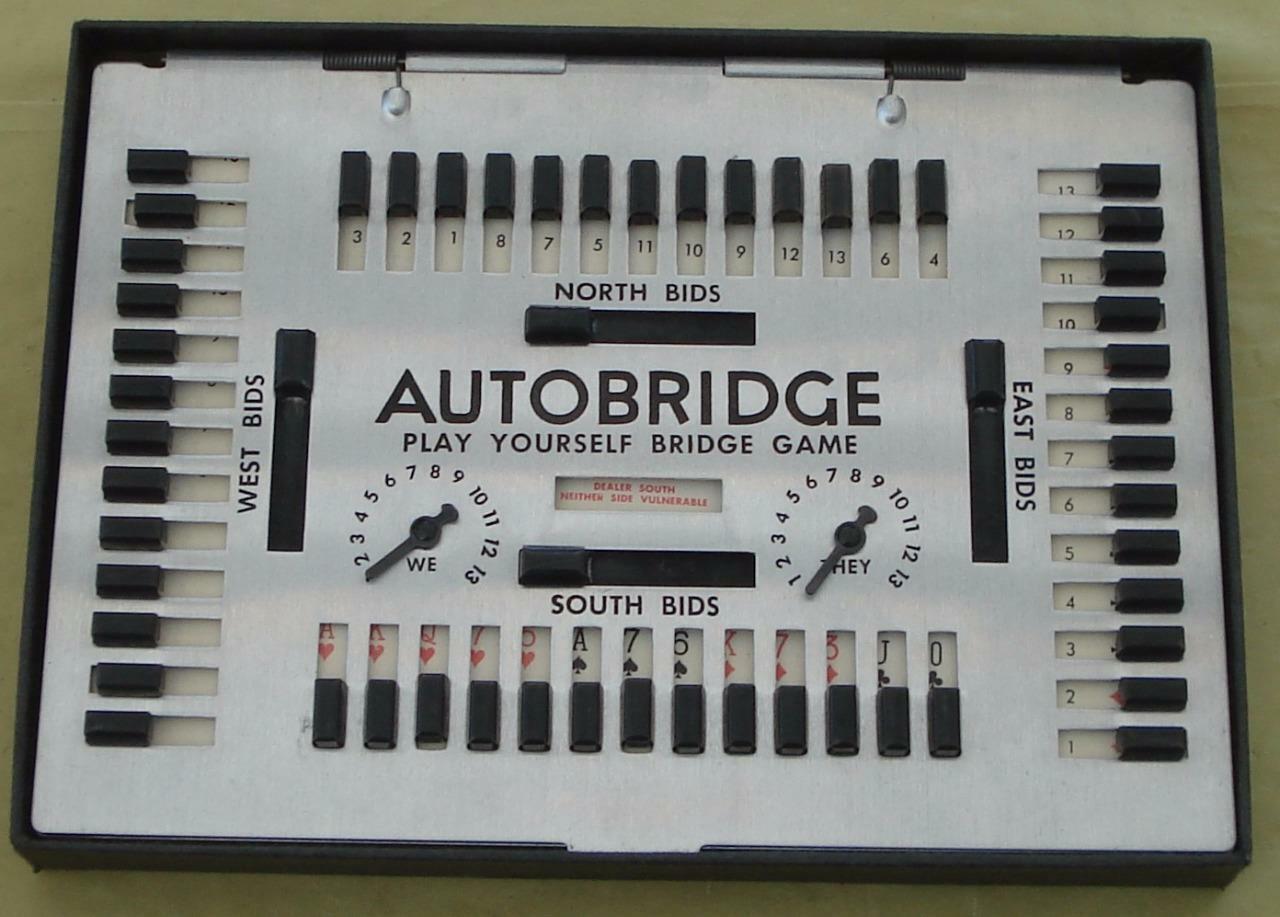 3 2 1 8 7 5 11 10 9 12 13 6 4
NORTH BIDS
WEST BIDS
EAST BIDS
13
12
11
10
9
8
7
6
5
4
3
2
1
AUTOBRIDGE
PLAY YOURSELF BRIDGE GAME
DEALER SOUTH
NEITHER SIDE VULNERABLE
2 3 4 5 6 7 8 9 10 11 12 13
WE
1 2 3 4 5 6 7 8 9 10 11 12 13
THEY
SOUTH BIDS
A K Q 7 5 A 7 6 K 7 3 J